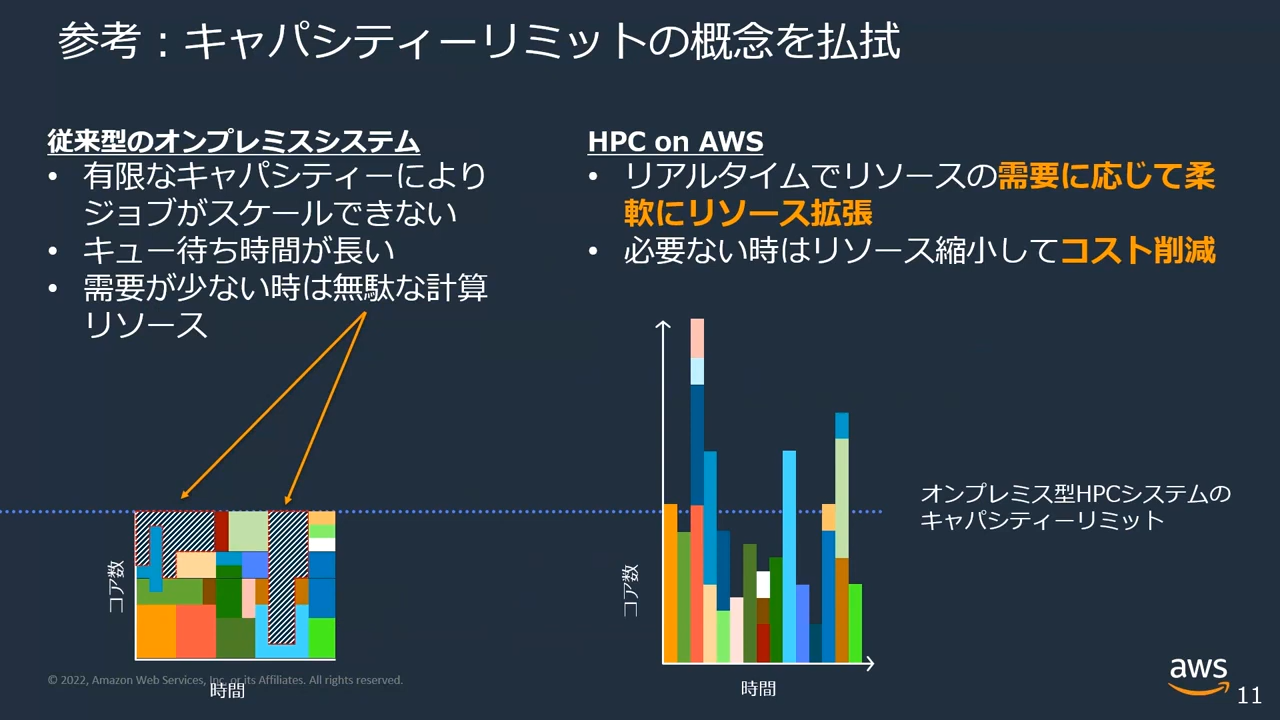 参考：キャパシティーリミットの概念を払拭
従来型のオンプレミスシステム
• 有限なキャパシティーにより
ジョブがスケールできない
• キュー待ち時間が長い
• 需要が少ない時は無駄な計算
リソース
HPC on AWS
• リアルタイムでリソースの需要に応じて柔
軟にリソース拡張
• 必要ない時はリソース縮小してコスト削減
オンプレミス型HPCシステムの
キャパシティーリミット
コア数
時間
コア数
時間
© 2022, Amazon Web Services, Inc. or its Affiliates. All rights reserved.
aws
11